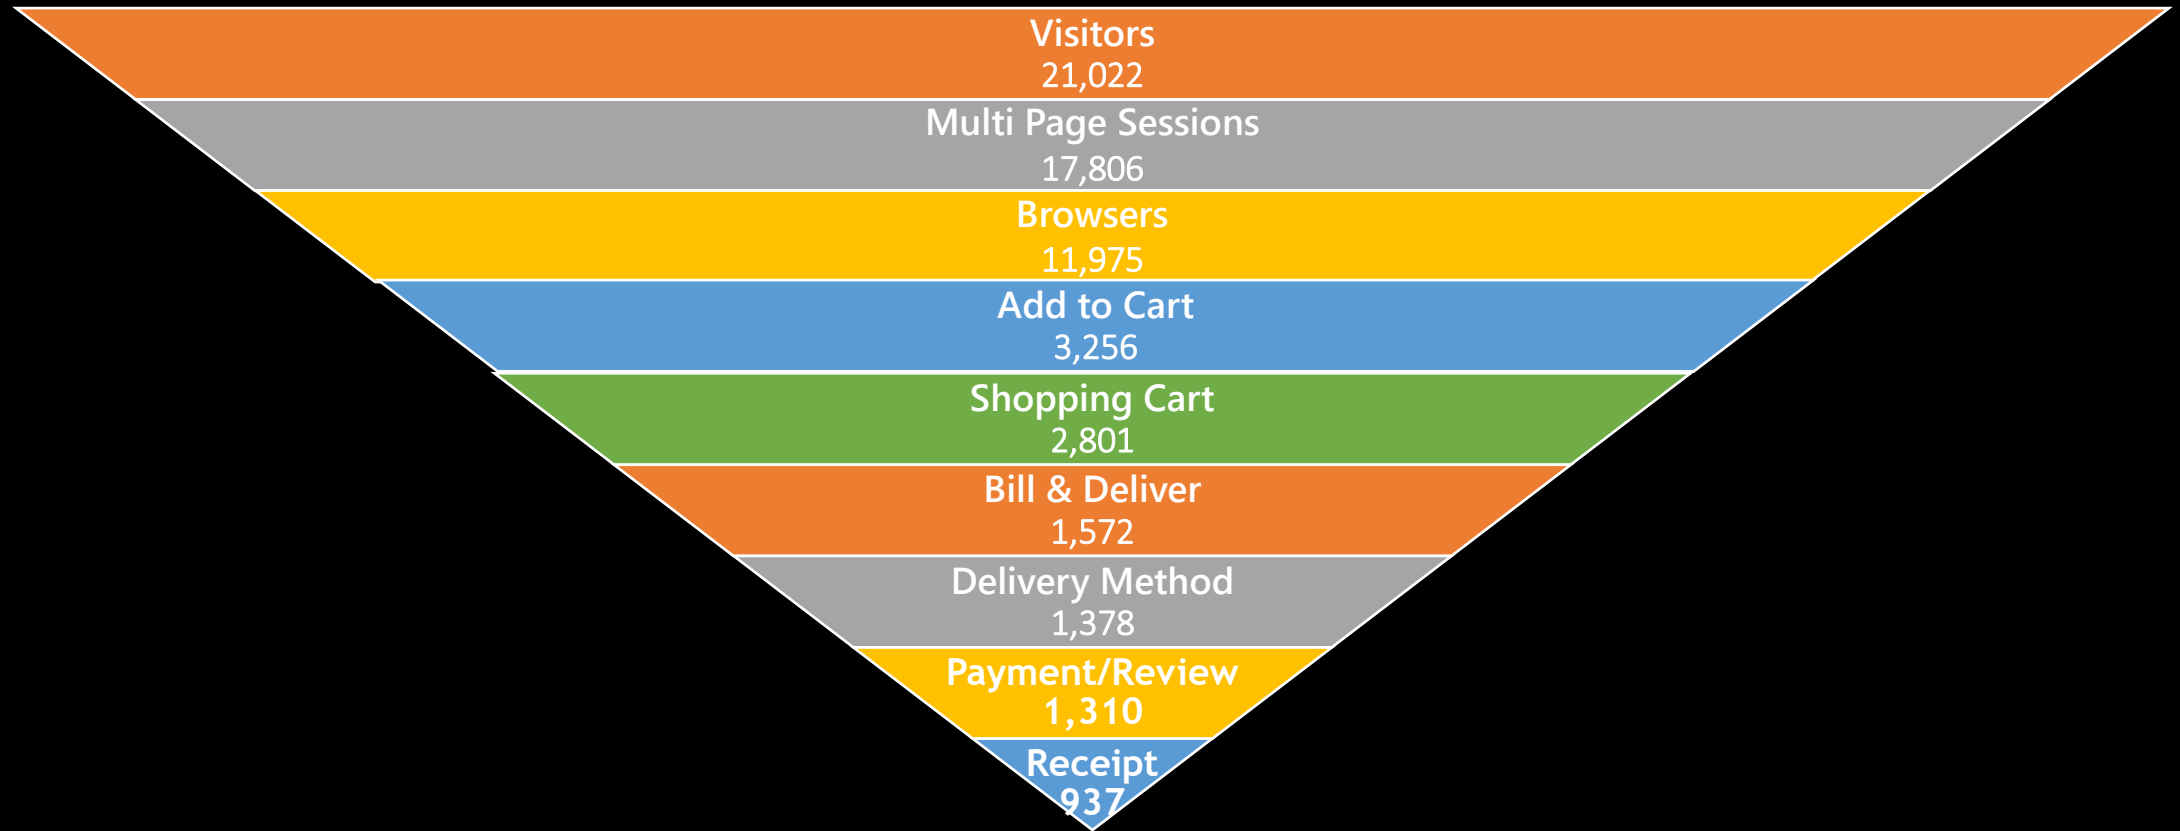 Visitors
21,022
Multi Page Sessions
17,806
Browsers
11,975
Add to Cart
3,256
Shopping Cart
2,801
Bill & Deliver
1,572
Delivery Method
1,378
Payment/Review
1,310
Receipt
937